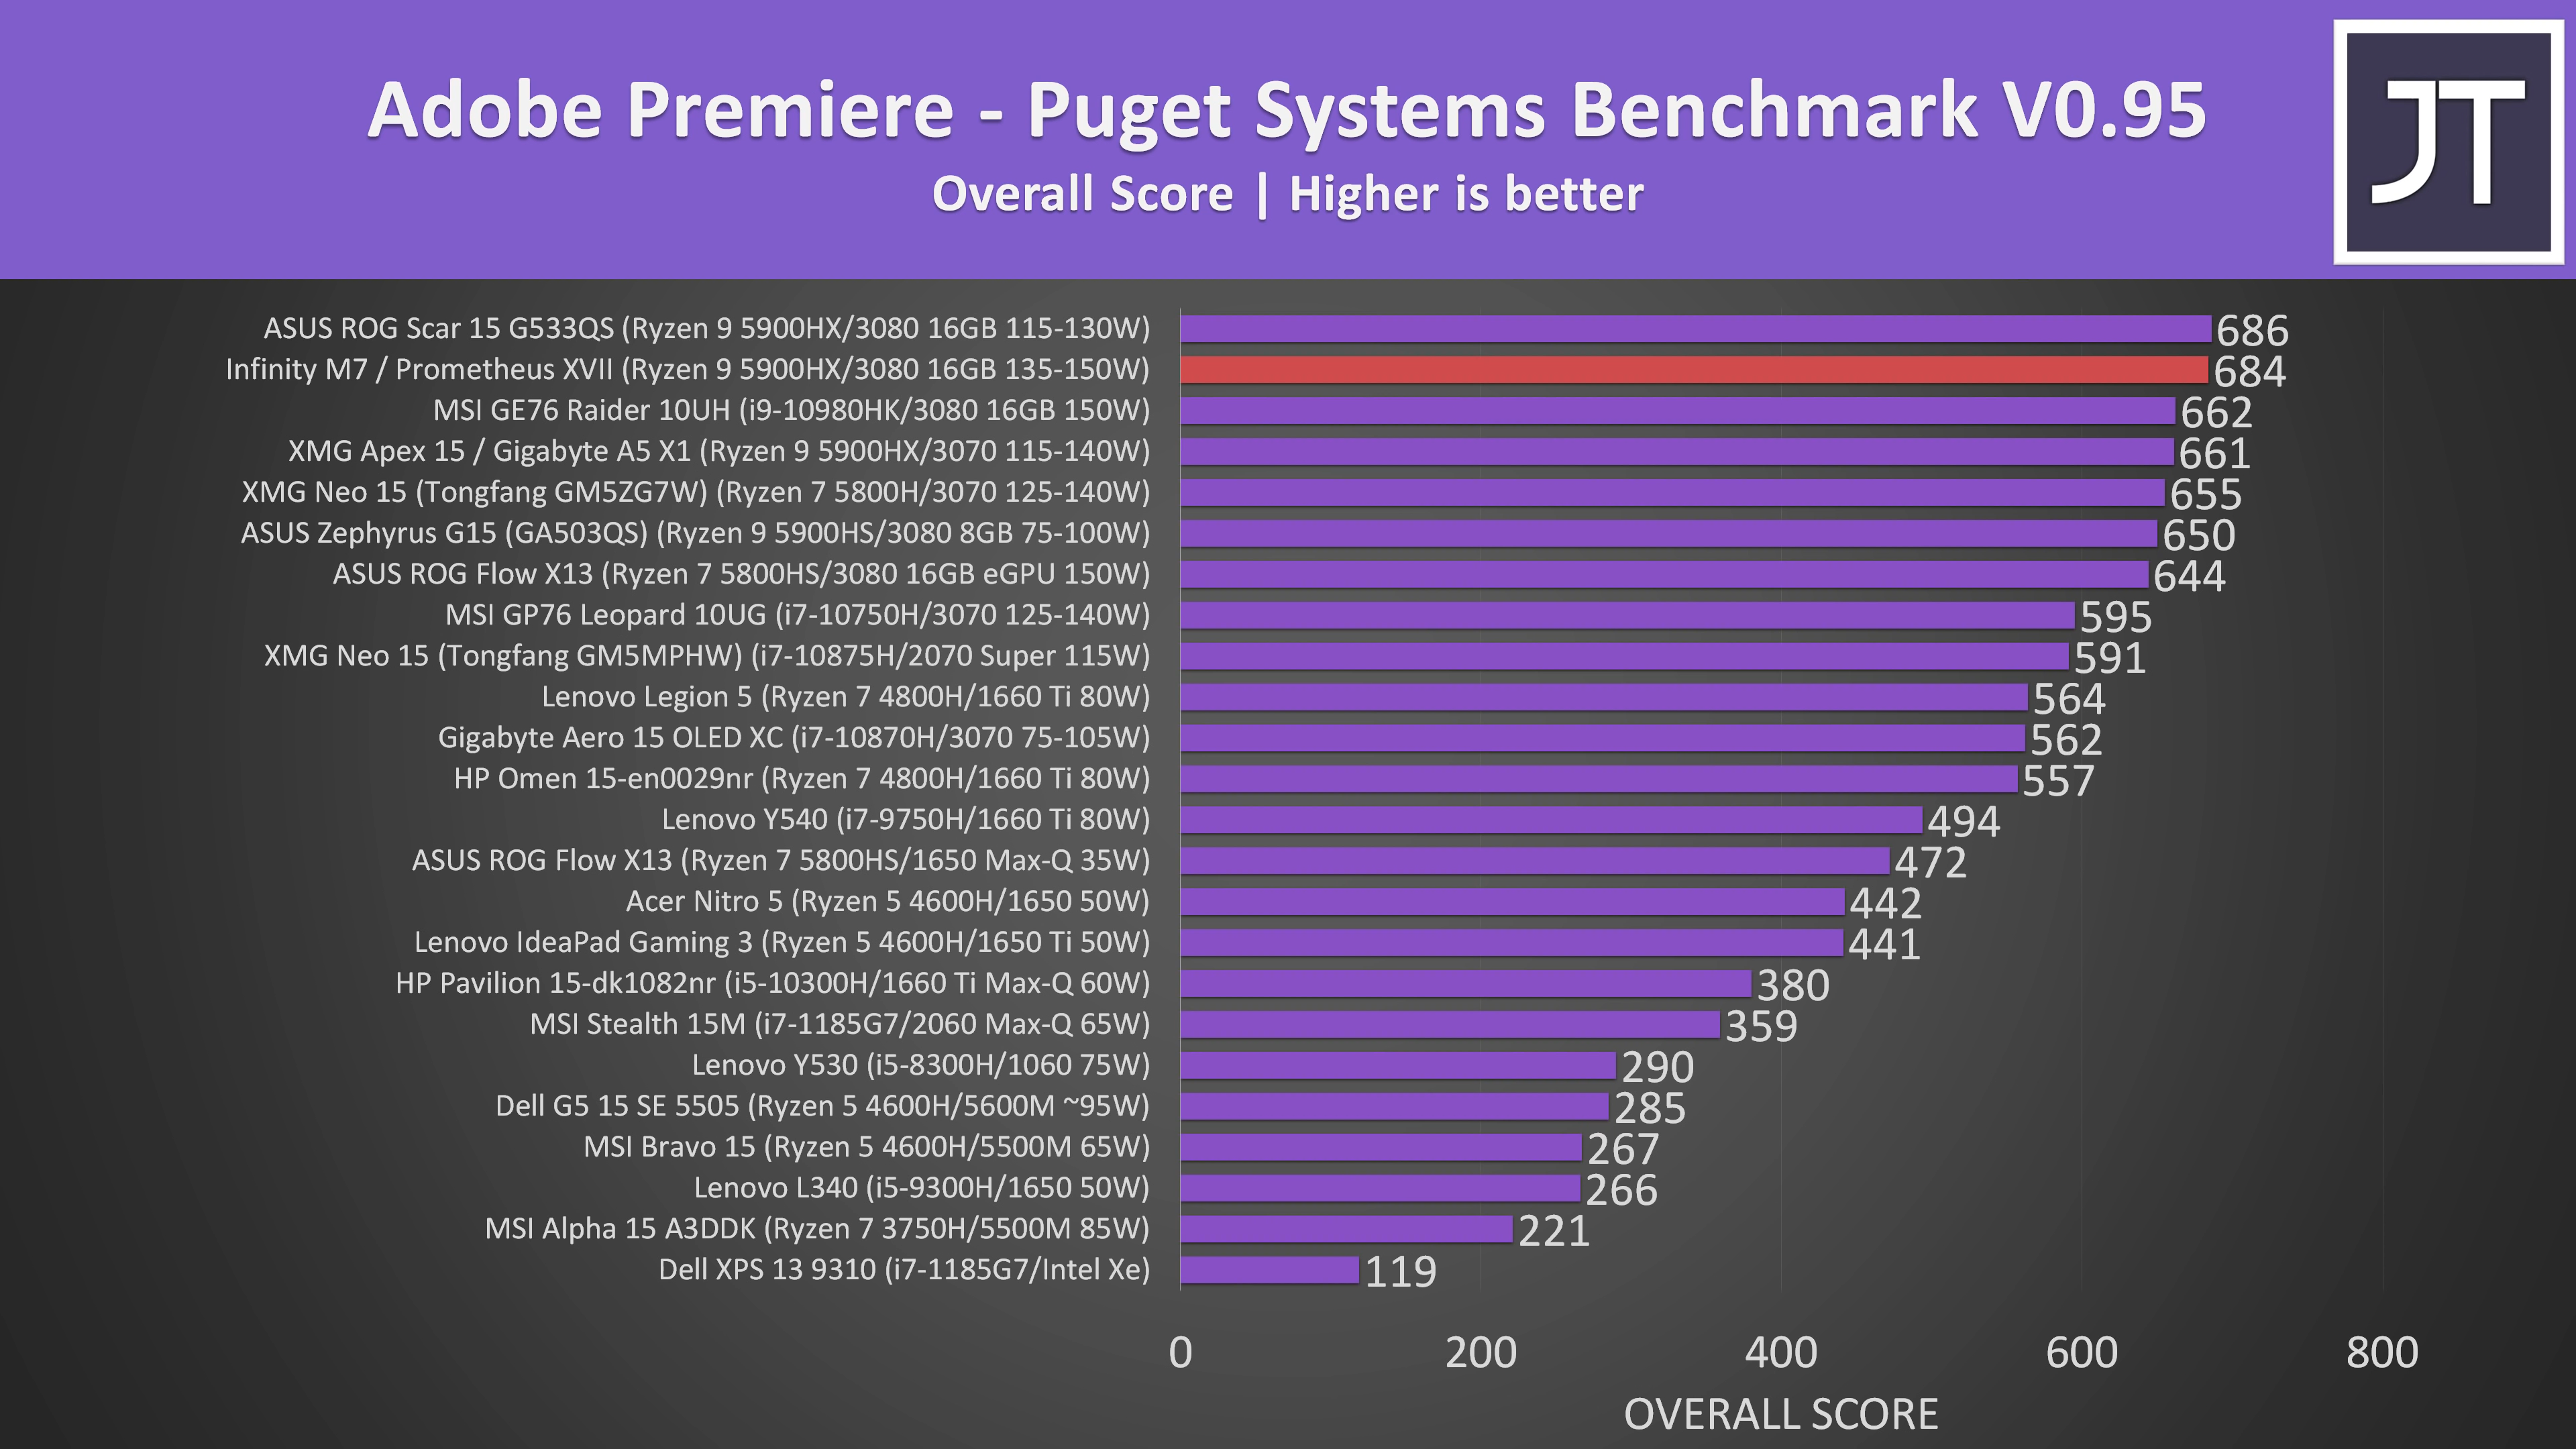 Adobe Premiere - Puget Systems Benchmark V0.95
JT
Overall Score | Higher is better
ASUS ROG Scar 15 G533QS (Ryzen 9 5900HX/3080 16GB 115-130W) 686
Infinity M7 / Prometheus XVII (Ryzen 9 5900HX/3080 16GB 135-150W) 684
MSI GE76 Raider 10UH (i9-10980HK/3080 16GB 150W) 662
XMG Apex 15 / Gigabyte A5 X1 (Ryzen 9 5900HX/3070 115-140W) 661
XMG Neo 15 (Tongfang GM5ZG7W) (Ryzen 7 5800H/3070 125-140W) 655
ASUS Zephyrus G15 (GA503QS) (Ryzen 9 5900HS/3080 8GB 75-100W) 650
ASUS ROG Flow X13 (Ryzen 7 5800HS/3080 16GB eGPU 150W) 644
MSI GP76 Leopard 10UG (i7-10750H/3070 125-140W) 595
XMG Neo 15 (Tongfang GM5MPHW) (i7-10875H/2070 Super 115W) 591
Lenovo Legion 5 (Ryzen 7 4800H/1660 Ti 80W) 564
Gigabyte Aero 15 OLED XC (i7-10870H/3070 75-105W) 562
HP Omen 15-en0029nr (Ryzen 7 4800H/1660 Ti 80W) 557
Lenovo Y540 (i7-9750H/1660 Ti 80W) 494
ASUS ROG Flow X13 (Ryzen 7 5800HS/1650 Max-Q 35W) 472
Acer Nitro 5 (Ryzen 5 4600H/1650 50W) 442
Lenovo IdeaPad Gaming 3 (Ryzen 5 4600H/1650 Ti 50W) 441
HP Pavilion 15-dk1082nr (i5-10300H/1660 Ti Max-Q 60W) 380
MSI Stealth 15M (i7-1185G7/2060 Max-Q 65W) 359
Lenovo Y530 (i5-8300H/1060 75W) 290
Dell G5 15 SE 5505 (Ryzen 5 4600H/5600M ~95W) 285
MSI Bravo 15 (Ryzen 5 4600H/5500M 65W) 267
Lenovo L340 (i5-9300H/1650 50W) 266
MSI Alpha 15 A3DDK (Ryzen 7 3750H/5500M 85W) 221
Dell XPS 13 9310 (i7-1185G7/Intel Xe) 119
0 200 400 600 800
OVERALL SCORE